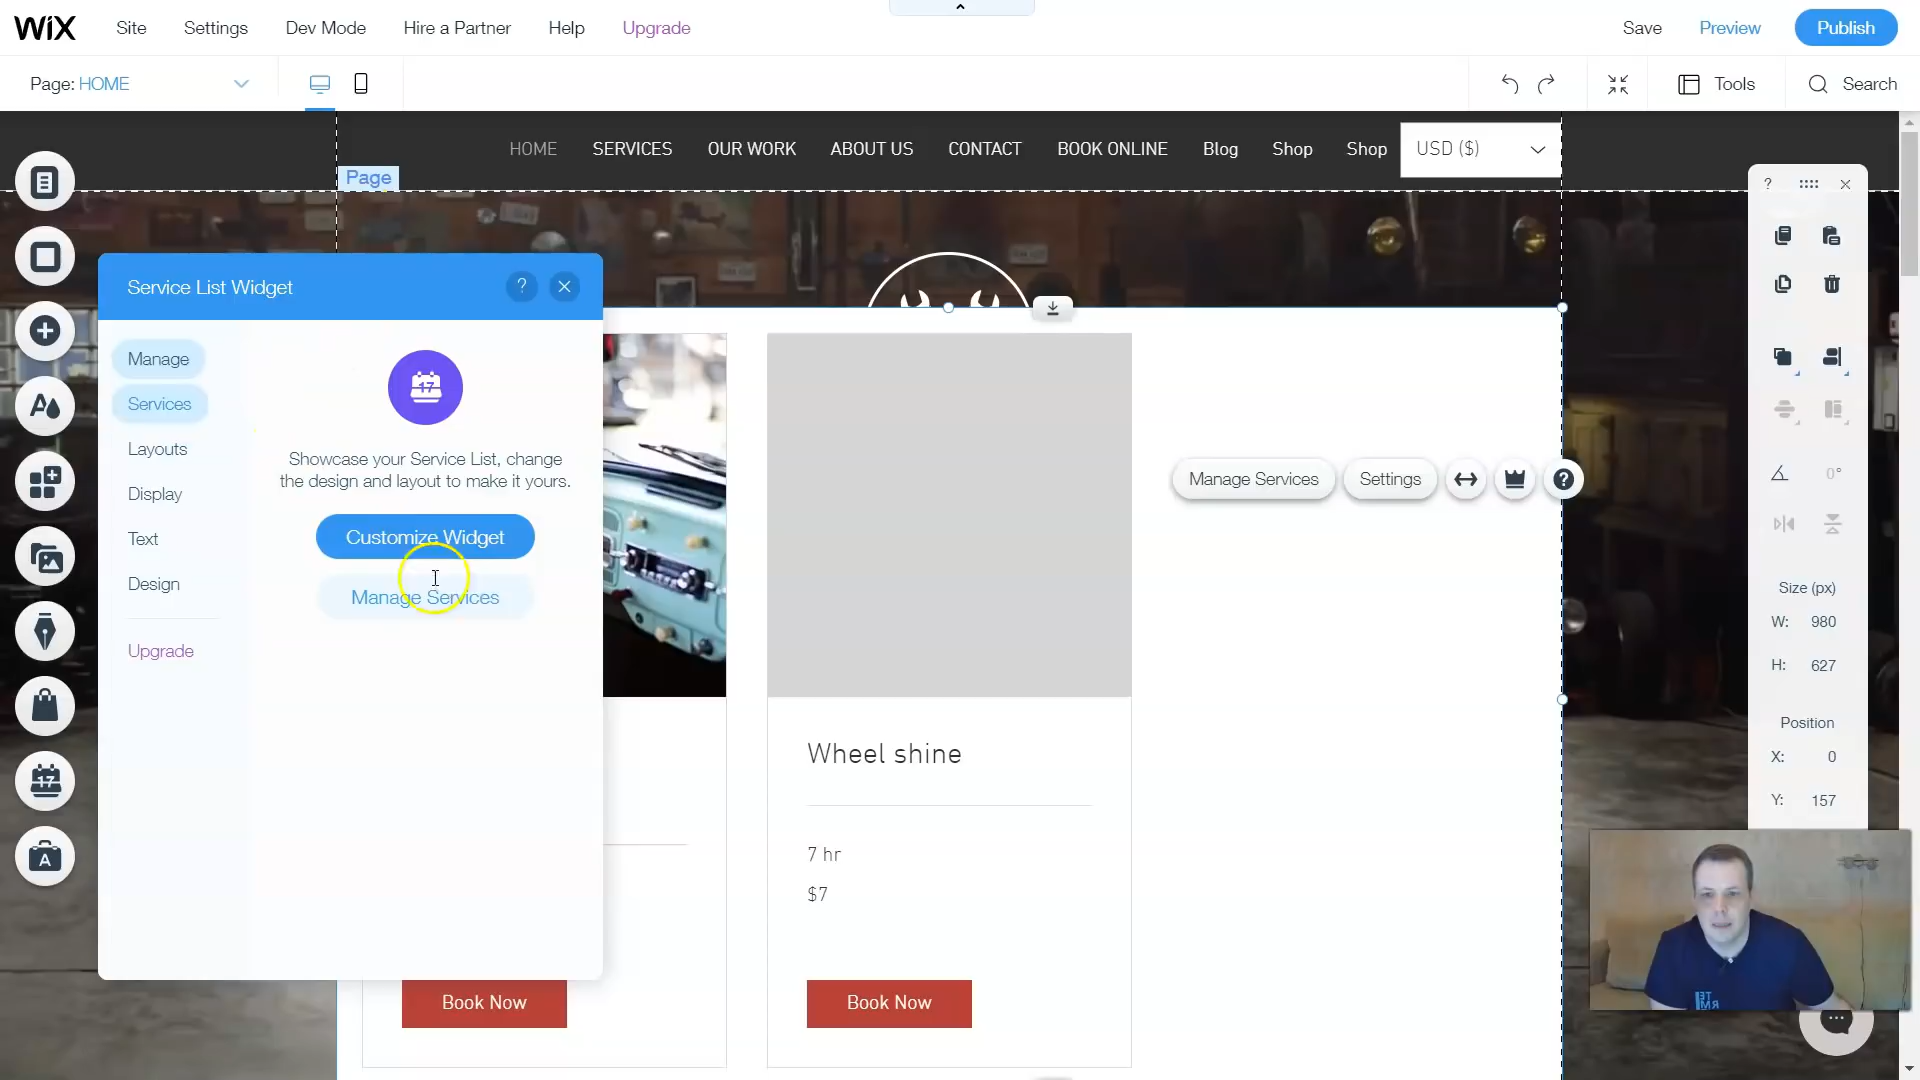 WIX Site Settings Dev Mode Hire a Partner Help Upgrade Save Preview Publish
Page: HOME Tools Search
HOME SERVICES OUR WORK ABOUT US CONTACT BOOK ONLINE Blog Shop Shop USD ($)
Page
?
Service List Widget ?
Manage
17
Services
Layouts
Showcase your Service List, change
the design and layout to make it yours.
Display
Text
Customize Widget
Design
Manage Services
Upgrade
Manage Services Settings ?
0°
Size (px)
W: 980
H: 627
Position
X: 0
Y: 157
Wheel shine
7 hr
$7
Book Now
Book Now
A
17
A